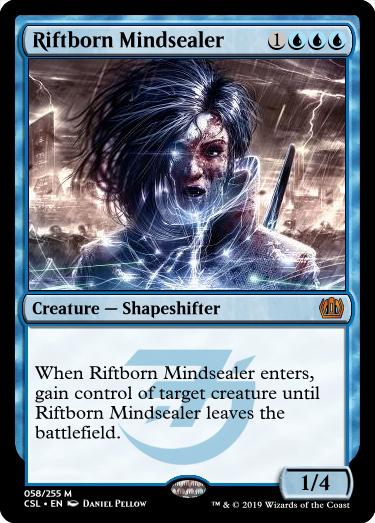 Riftborn Mindsealer 1
Creature — Shapeshifter
When Riftborn Mindsealer enters,
gain control of target creature until
Riftborn Mindsealer leaves the
battlefield.
1/4
058/255 M
CSL • EN Daniel Pellow
™ & © 2019 Wizards of the Coast